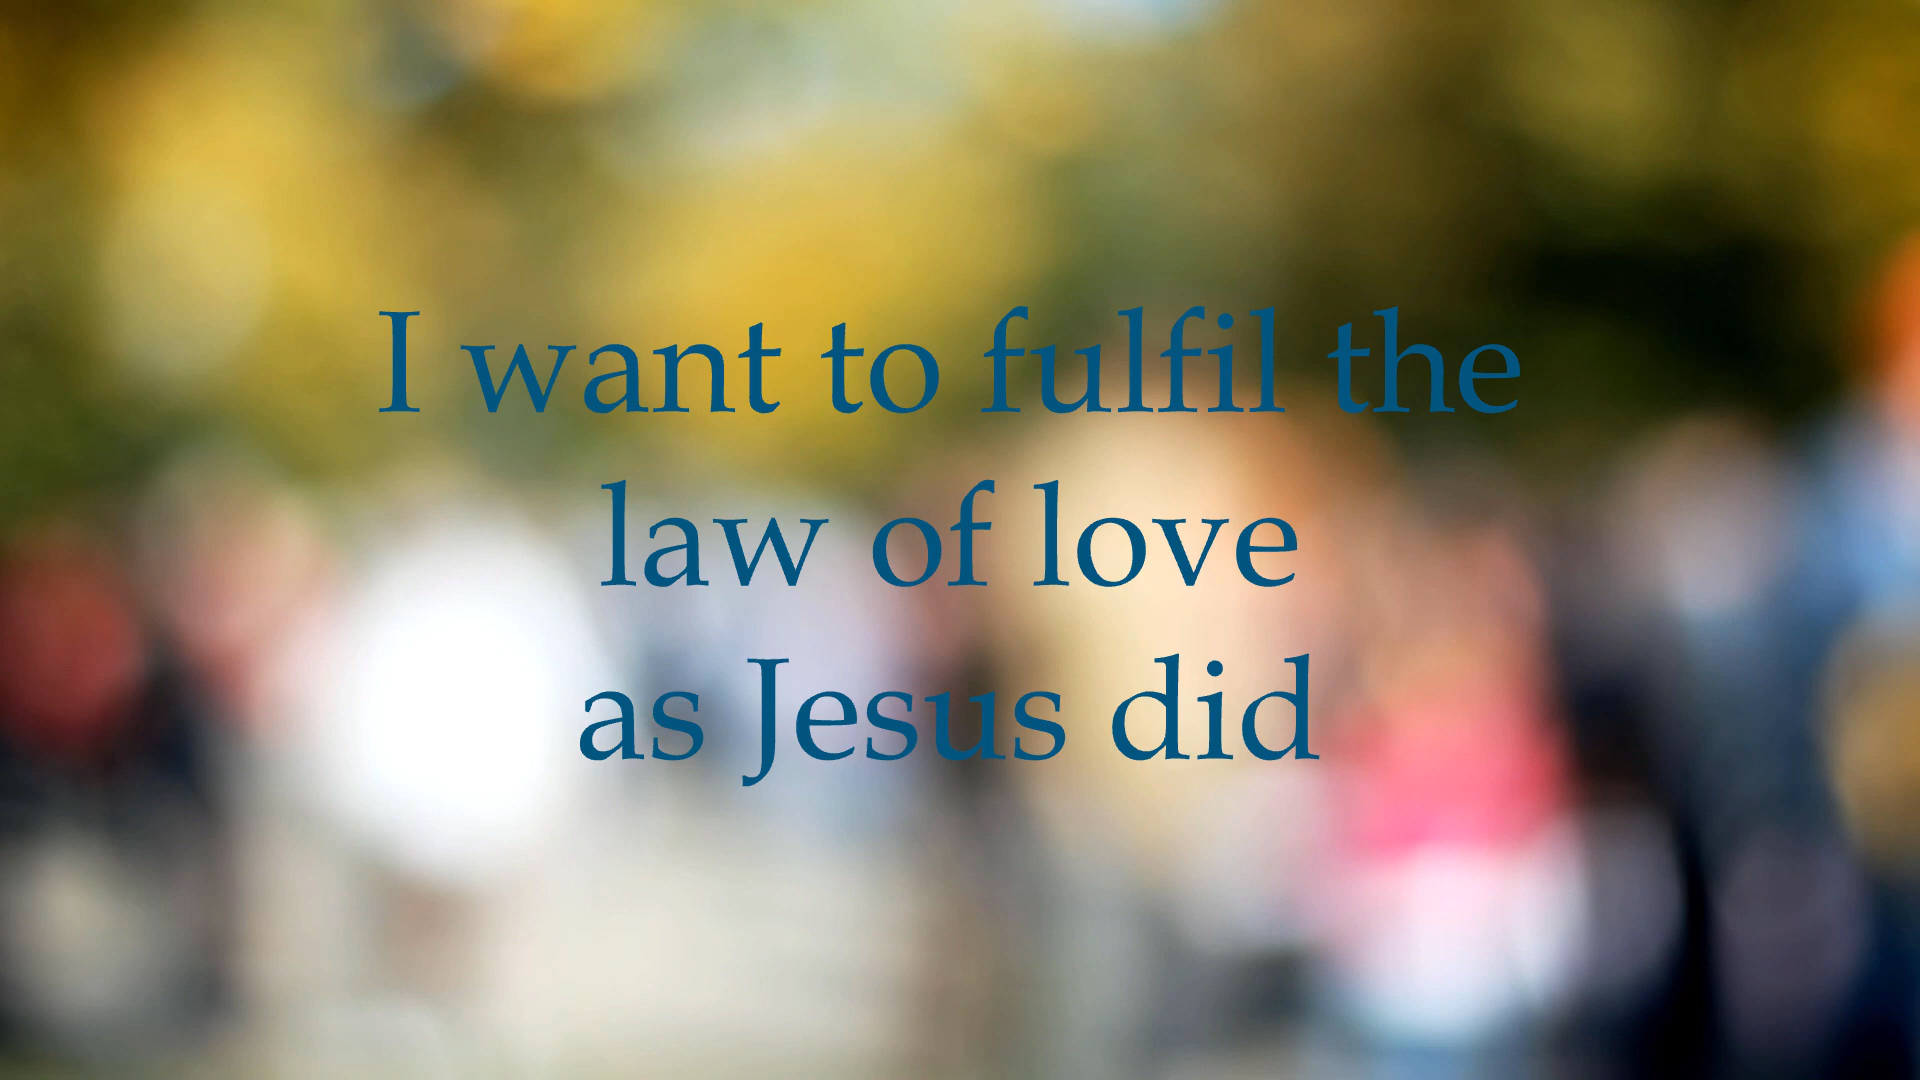 I want to fulfil the
law of love
as Jesus did